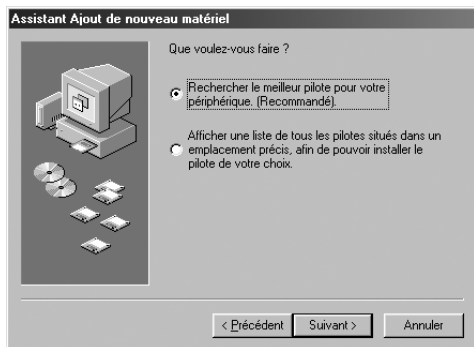 Assistant Ajout de nouveau matériel
Que voulez-vous faire ?
Rechercher le meilleur pilote pour votre
périphérique. (Recommandé).
Afficher une liste de tous les pilotes situés dans un
emplacement précis, afin de pouvoir installer le
pilote de votre choix.
< Précédent
Suivant >
Annuler